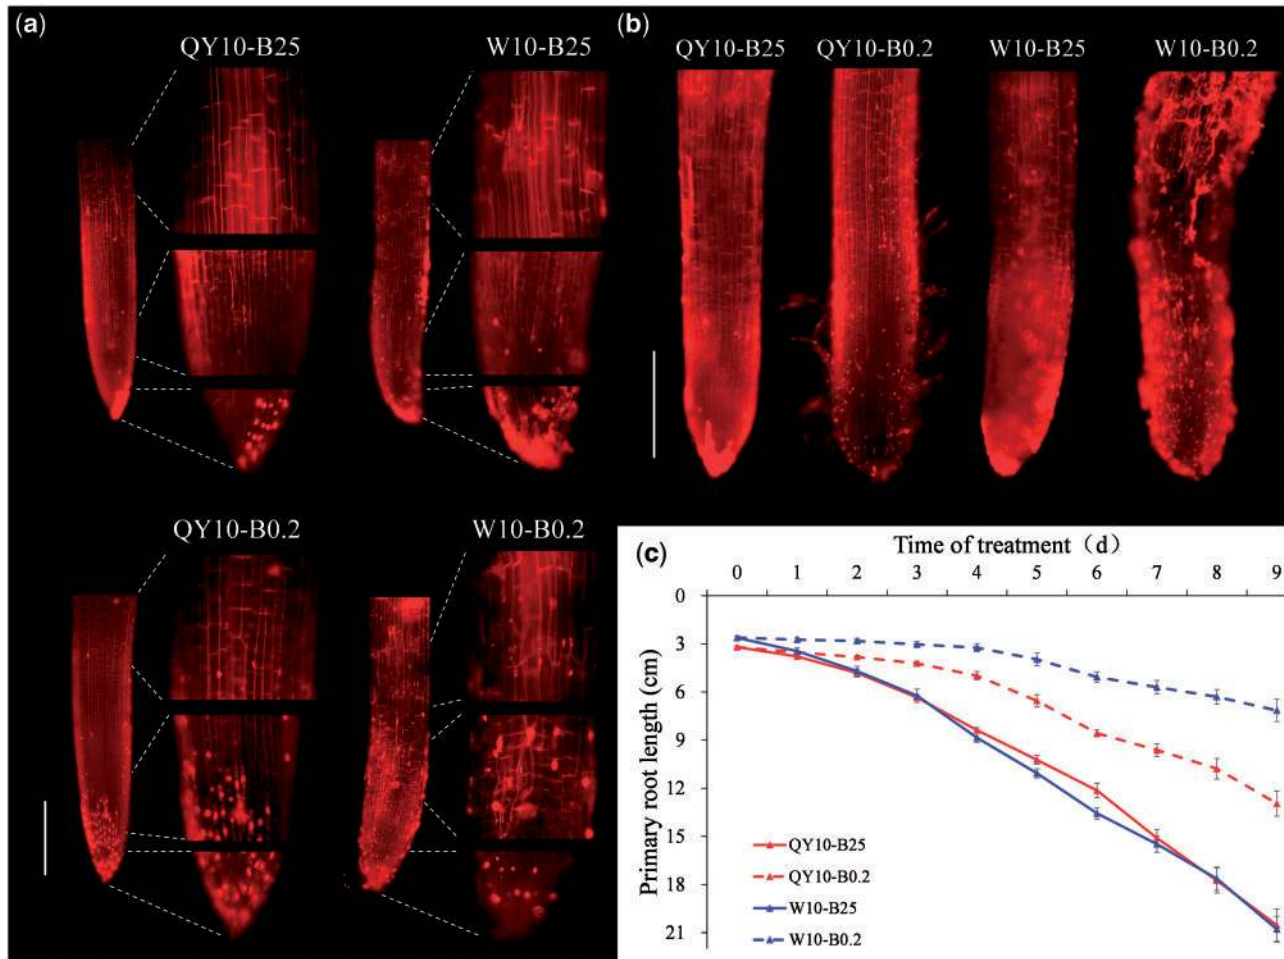 (a)
QY10-B25
W10-B25
QY10-B0.2
W10-B0.2
(b)
QY10-B25 QY10-B0.2 W10-B25 W10-B0.2
(c)
Time of treatment（d）
0 1 2 3 4 5 6 7 8 9
Primary root length (cm)
0
3
6
9
12
15
18
21
QY10-B25
QY10-B0.2
W10-B25
W10-B0.2